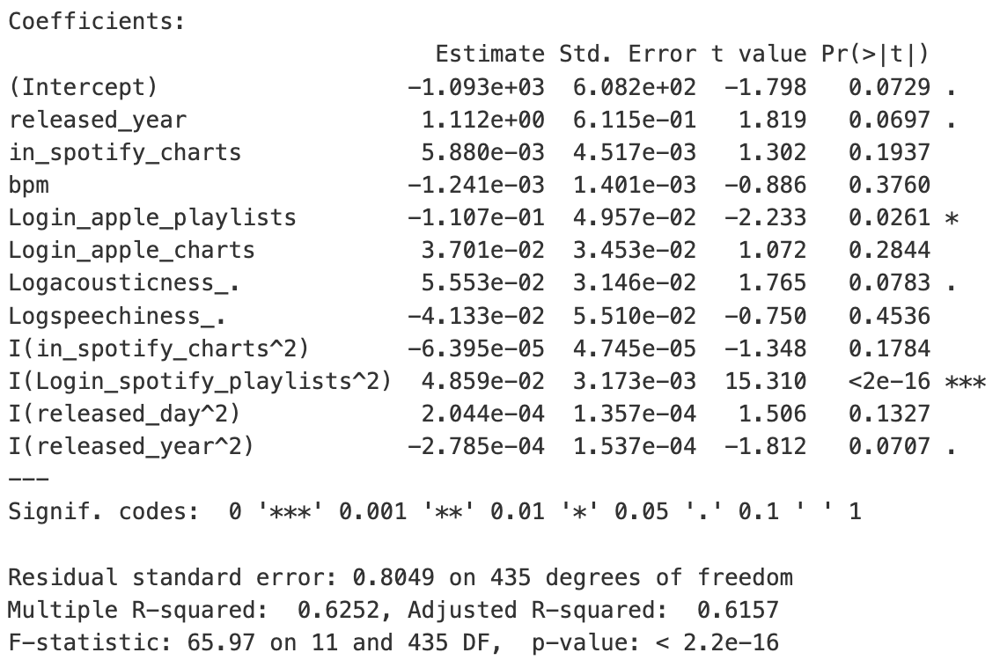 Coefficients:
Estimate Std. Error t value Pr(>|t|)
(Intercept) -1.093e+03 6.082e+02 -1.798 0.0729 .
released_year 1.112e+00 6.115e-01 1.819 0.0697 .
in_spotify_charts 5.880e-03 4.517e-03 1.302 0.1937
bpm -1.241e-03 1.401e-03 -0.886 0.3760
Login_apple_playlists -1.107e-01 4.957e-02 -2.233 0.0261 *
Login_apple_charts 3.701e-02 3.453e-02 1.072 0.2844
Logacousticness_. 5.553e-02 3.146e-02 1.765 0.0783 .
Logspeechiness_. -4.133e-02 5.510e-02 -0.750 0.4536
I(in_spotify_charts^2) -6.395e-05 4.745e-05 -1.348 0.1784
I(Login_spotify_playlists^2) 4.859e-02 3.173e-03 15.310 <2e-16 ***
I(released_day^2) 2.044e-04 1.357e-04 1.506 0.1327
I(released_year^2) -2.785e-04 1.537e-04 -1.812 0.0707 .
---
Signif. codes: 0 '***' 0.001 '**' 0.01 '*' 0.05 '.' 0.1 ' ' 1
Residual standard error: 0.8049 on 435 degrees of freedom
Multiple R-squared: 0.6252, Adjusted R-squared: 0.6157
F-statistic: 65.97 on 11 and 435 DF, p-value: < 2.2e-16